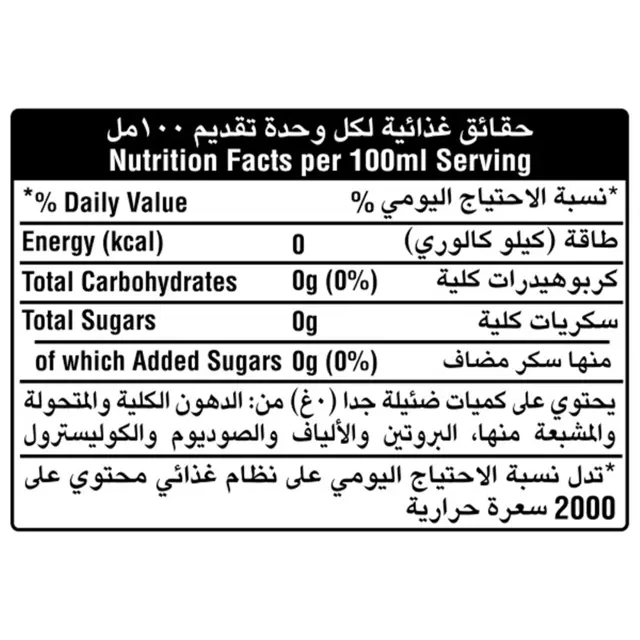 حقائق غذائية لكل وحدة تقديم ١٠٠مل
Nutrition Facts per 100ml Serving
*% Daily Value % نسبة الاحتياج اليومي*
Energy (kcal) 0 طاقة (كيلو كالوري)
Total Carbohydrates 0g (0%) كربوهيدرات كلية
Total Sugars 0g سكريات كلية
of which Added Sugars 0g (0%) منها سكر مضاف
يحتوي على كميات ضئيلة جدا (٠غ) من: الدهون الكلية والمتحولة
والمشبعة منها، البروتين والألياف والصوديوم والكوليسترول
*تدل نسبة الاحتياج اليومي على نظام غذائي محتوي على
2000 سعرة حرارية